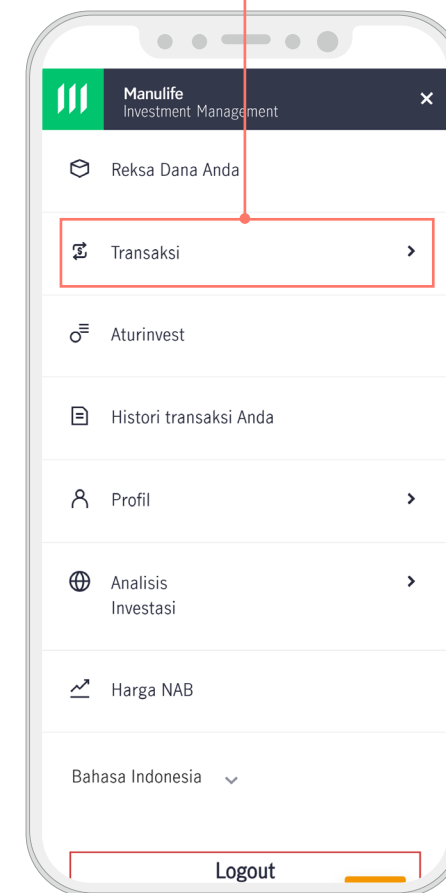 Manulife
Investment Management
Reksa Dana Anda
Transaksi
Aturinvest
Histori transaksi Anda
Profil
Analisis
Investasi
Harga NAB
Bahasa Indonesia
Logout